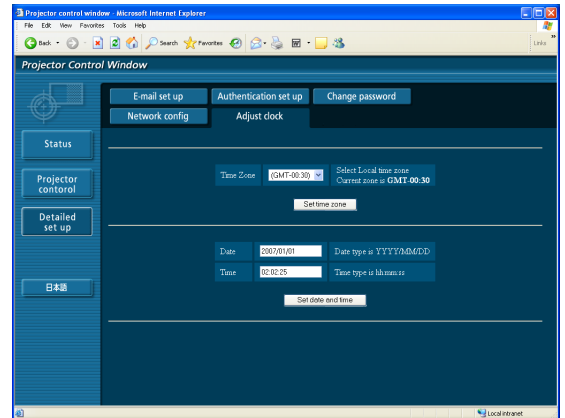 Projector control window - Microsoft Internet Explorer
File Edit View Favorites Tools Help
Back Search Favorites Links
Projector Control Window
E-mail set up Authentication set up Change password
Network config Adjust clock
Status
Projector
contorol
Detailed
set up
日本語
Time Zone (GMT-00:30) Select Local time zone
Current zone is GMT-00:30
Set time zone
Date 2007/01/01 Date type is YYYY/MM/DD
Time 02:02:25 Time type is hh:mm:ss
Set date and time
Local intranet